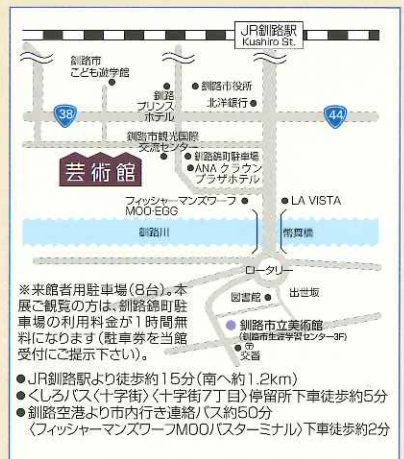 JR釧路駅
Kushiro St.
釧路市
こども遊学館
釧路
プリンス
ホテル
釧路市役所
北洋銀行
38
44
釧路市観光国際
交流センター
釧路錦町駐車場
ANA クラウン
プラザホテル
芸術館
フィッシャーマンズワーフ
MOO・EGG
LA VISTA
釧路川
幣舞橋
ロータリー
図書館
出世坂
釧路市立美術館
(釧路市生涯学習センター3F)
交番
※来館者用駐車場(8台)。本
展ご観覧の方は、釧路錦町駐
車場の利用料金が1時間無
料になります(駐車券を当館
受付にご提示下さい)。
●JR釧路駅より徒歩約15分(南へ約1.2km)
●くしろバス〈十字街〉〈十字街7丁目〉停留所下車徒歩約5分
●釧路空港より市内行き連絡バス約50分
〈フィッシャーマンズワーフMOOバスターミナル〉下車徒歩約2分